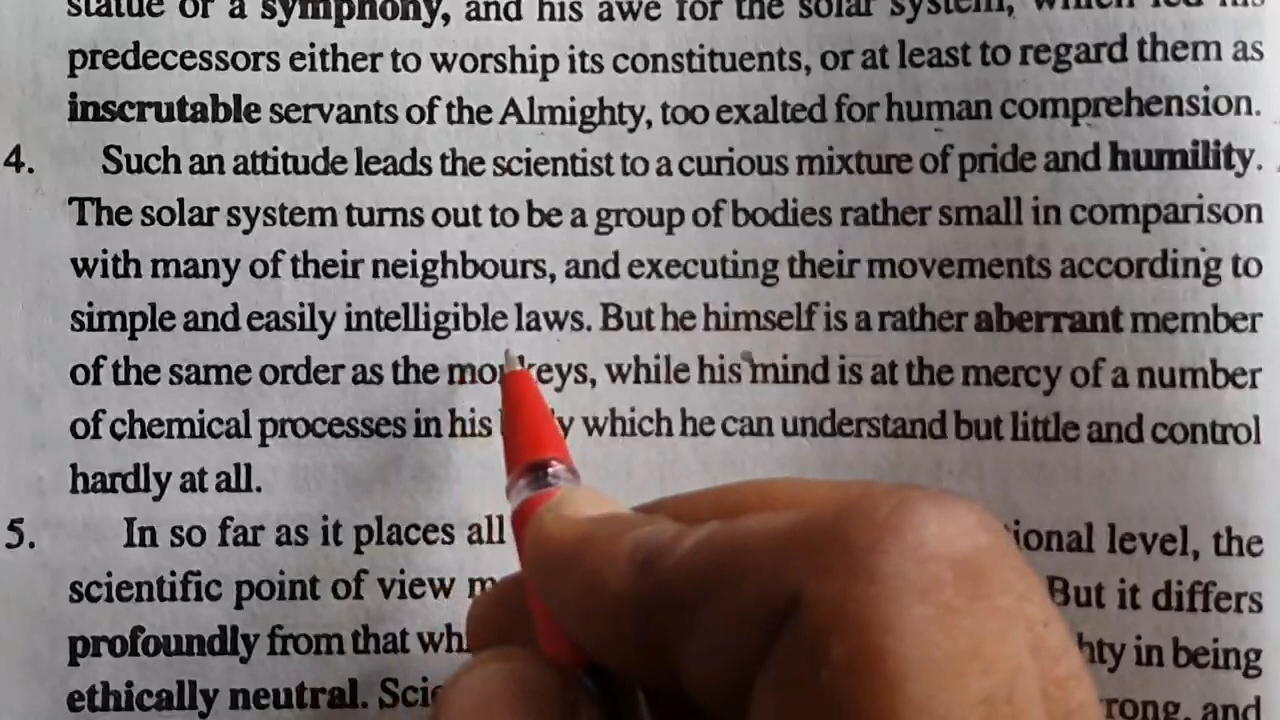 statue or a symphony, and his awe for the solar system, which led his
predecessors either to worship its constituents, or at least to regard them as
inscrutable servants of the Almighty, too exalted for human comprehension.
4. Such an attitude leads the scientist to a curious mixture of pride and humility.
The solar system turns out to be a group of bodies rather small in comparison
with many of their neighbours, and executing their movements according to
simple and easily intelligible laws. But he himself is a rather aberrant member
of the same order as the monkeys, while his mind is at the mercy of a number
of chemical processes in his which he can understand but little and control
hardly at all.
5. In so far as it places all level, the
scientific point of view But it differs
profoundly from that in being
ethically neutral. and